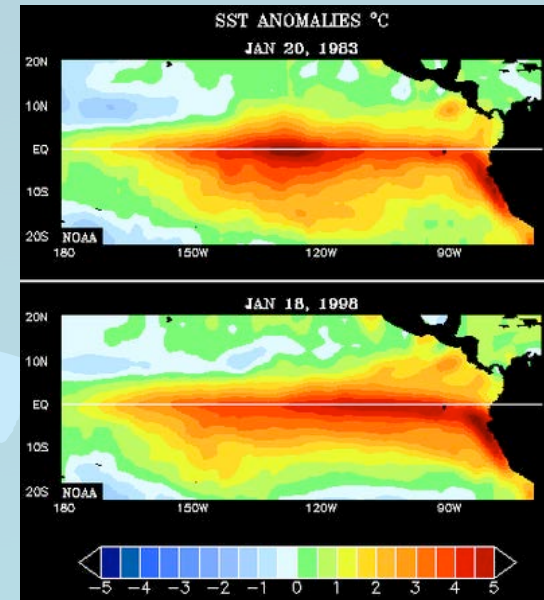 SST ANOMALIES °C
JAN 20, 1983
20N
10N
EQ
10S
20S
NOAA
180 150W 120W 90W
JAN 18, 1998
20N
10N
EQ
10S
20S
NOAA
180 150W 120W 90W
-5 -4 -3 -2 -1 0 1 2 3 4 5